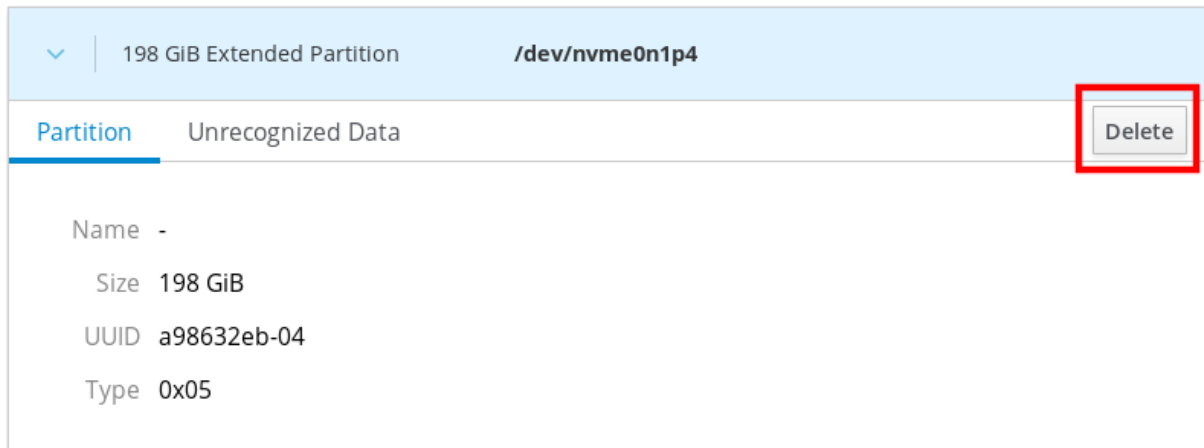 198 GiB Extended Partition /dev/nvme0n1p4
Partition Unrecognized Data Delete
Name -
Size 198 GiB
UUID a98632eb-04
Type 0x05